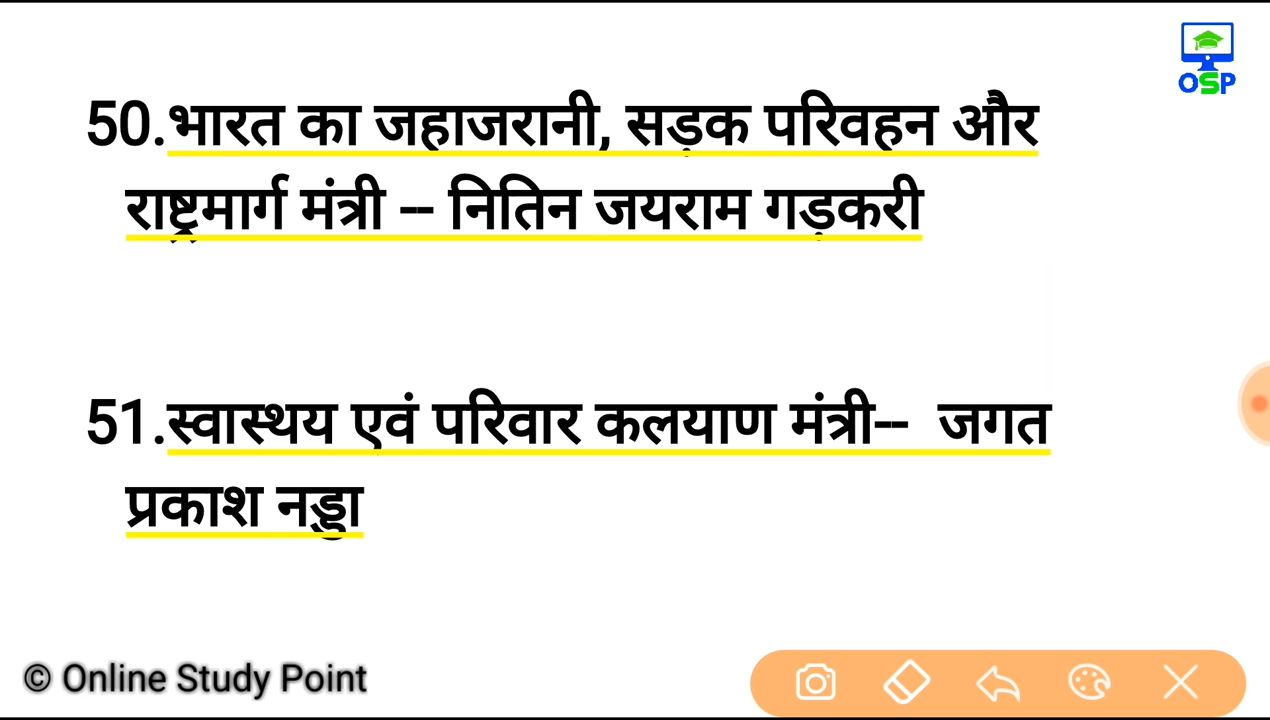 OSP
50.भारत का जहाजरानी, सड़क परिवहन और
राष्ट्रमार्ग मंत्री -- नितिन जयराम गड़करी
51.स्वास्थय एवं परिवार कलयाण मंत्री-- जगत
प्रकाश नड्डा
© Online Study Point